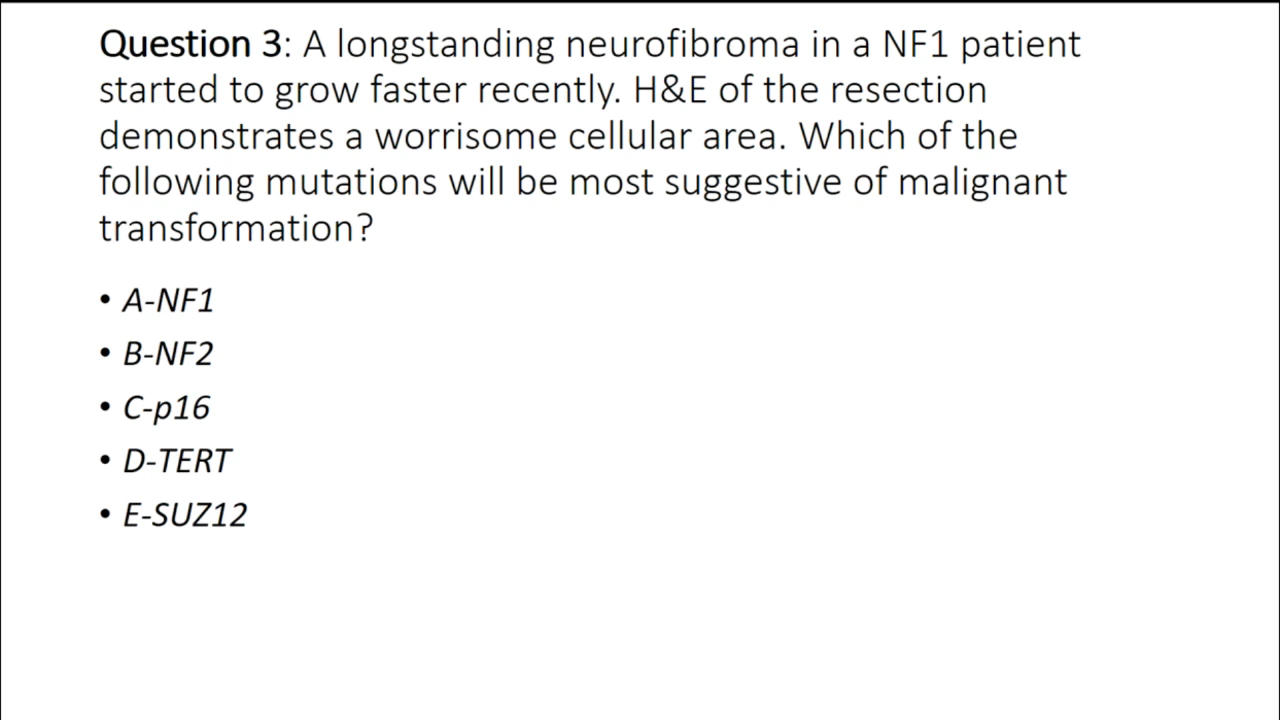 Question 3: A longstanding neurofibroma in a NF1 patient
started to grow faster recently. H&E of the resection
demonstrates a worrisome cellular area. Which of the
following mutations will be most suggestive of malignant
transformation?
• A-NF1
• B-NF2
• C-p16
• D-TERT
• E-SUZ12